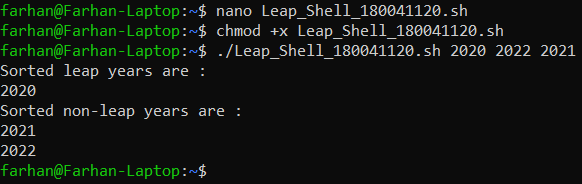 farhan@Farhan-Laptop:~$ nano Leap_Shell_180041120.sh
farhan@Farhan-Laptop:~$ chmod +x Leap_Shell_180041120.sh
farhan@Farhan-Laptop:~$ ./Leap_Shell_180041120.sh 2020 2022 2021
Sorted leap years are :
2020
Sorted non-leap years are :
2021
2022
farhan@Farhan-Laptop:~$